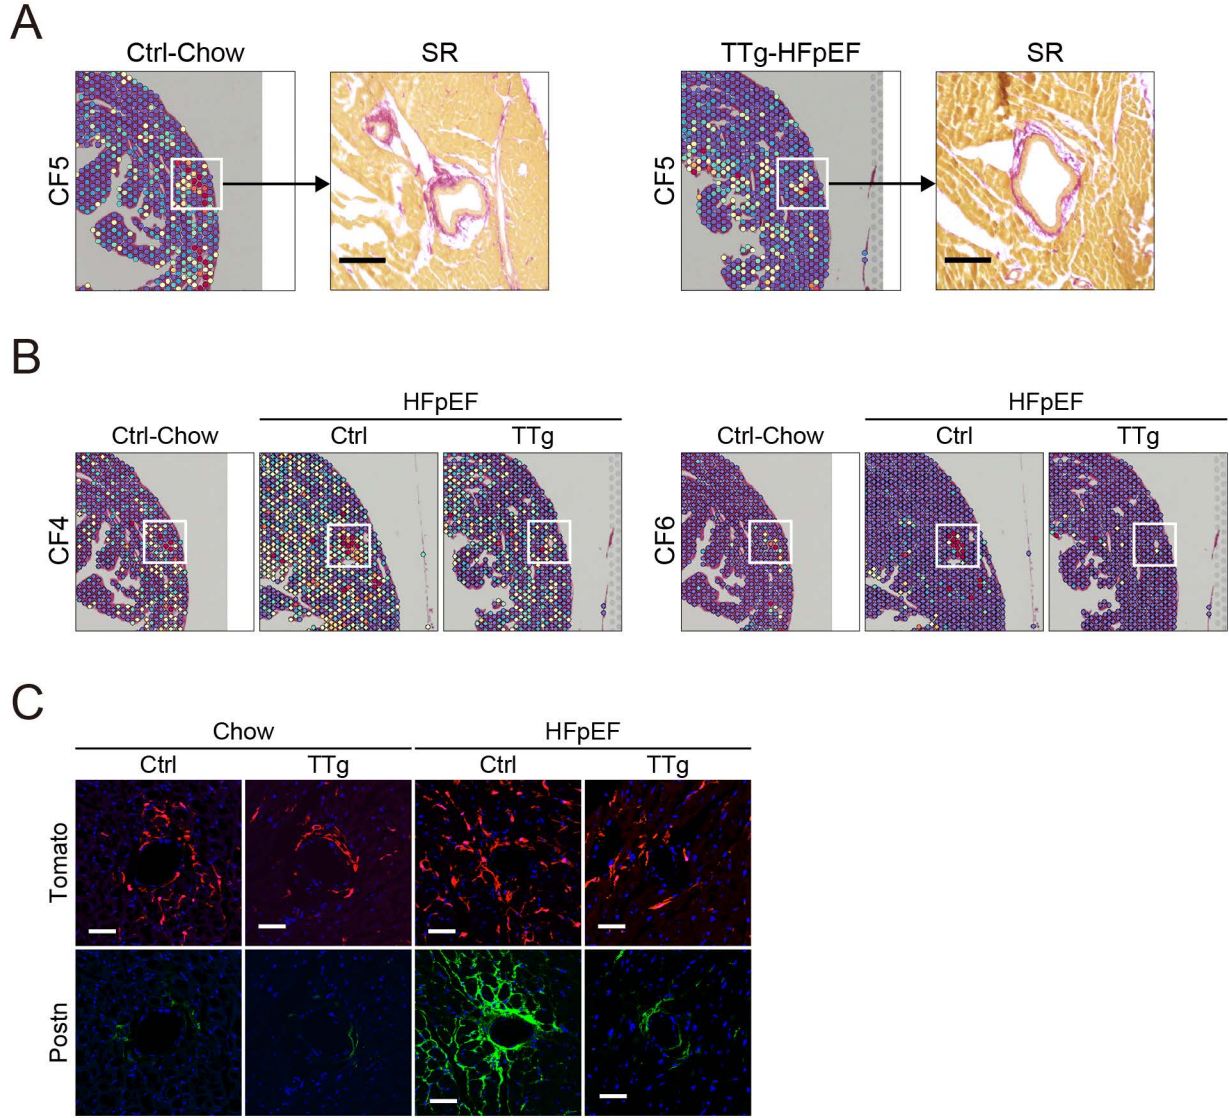 A
Ctrl-Chow
SR
TTg-HFpEF
SR
CF5
CF5
B
HFpEF
HFpEF
Ctrl-Chow
Ctrl
TTg
Ctrl-Chow
Ctrl
TTg
CF4
CF6
C
Chow
HFpEF
Ctrl
TTg
Ctrl
TTg
Tomato
Postn